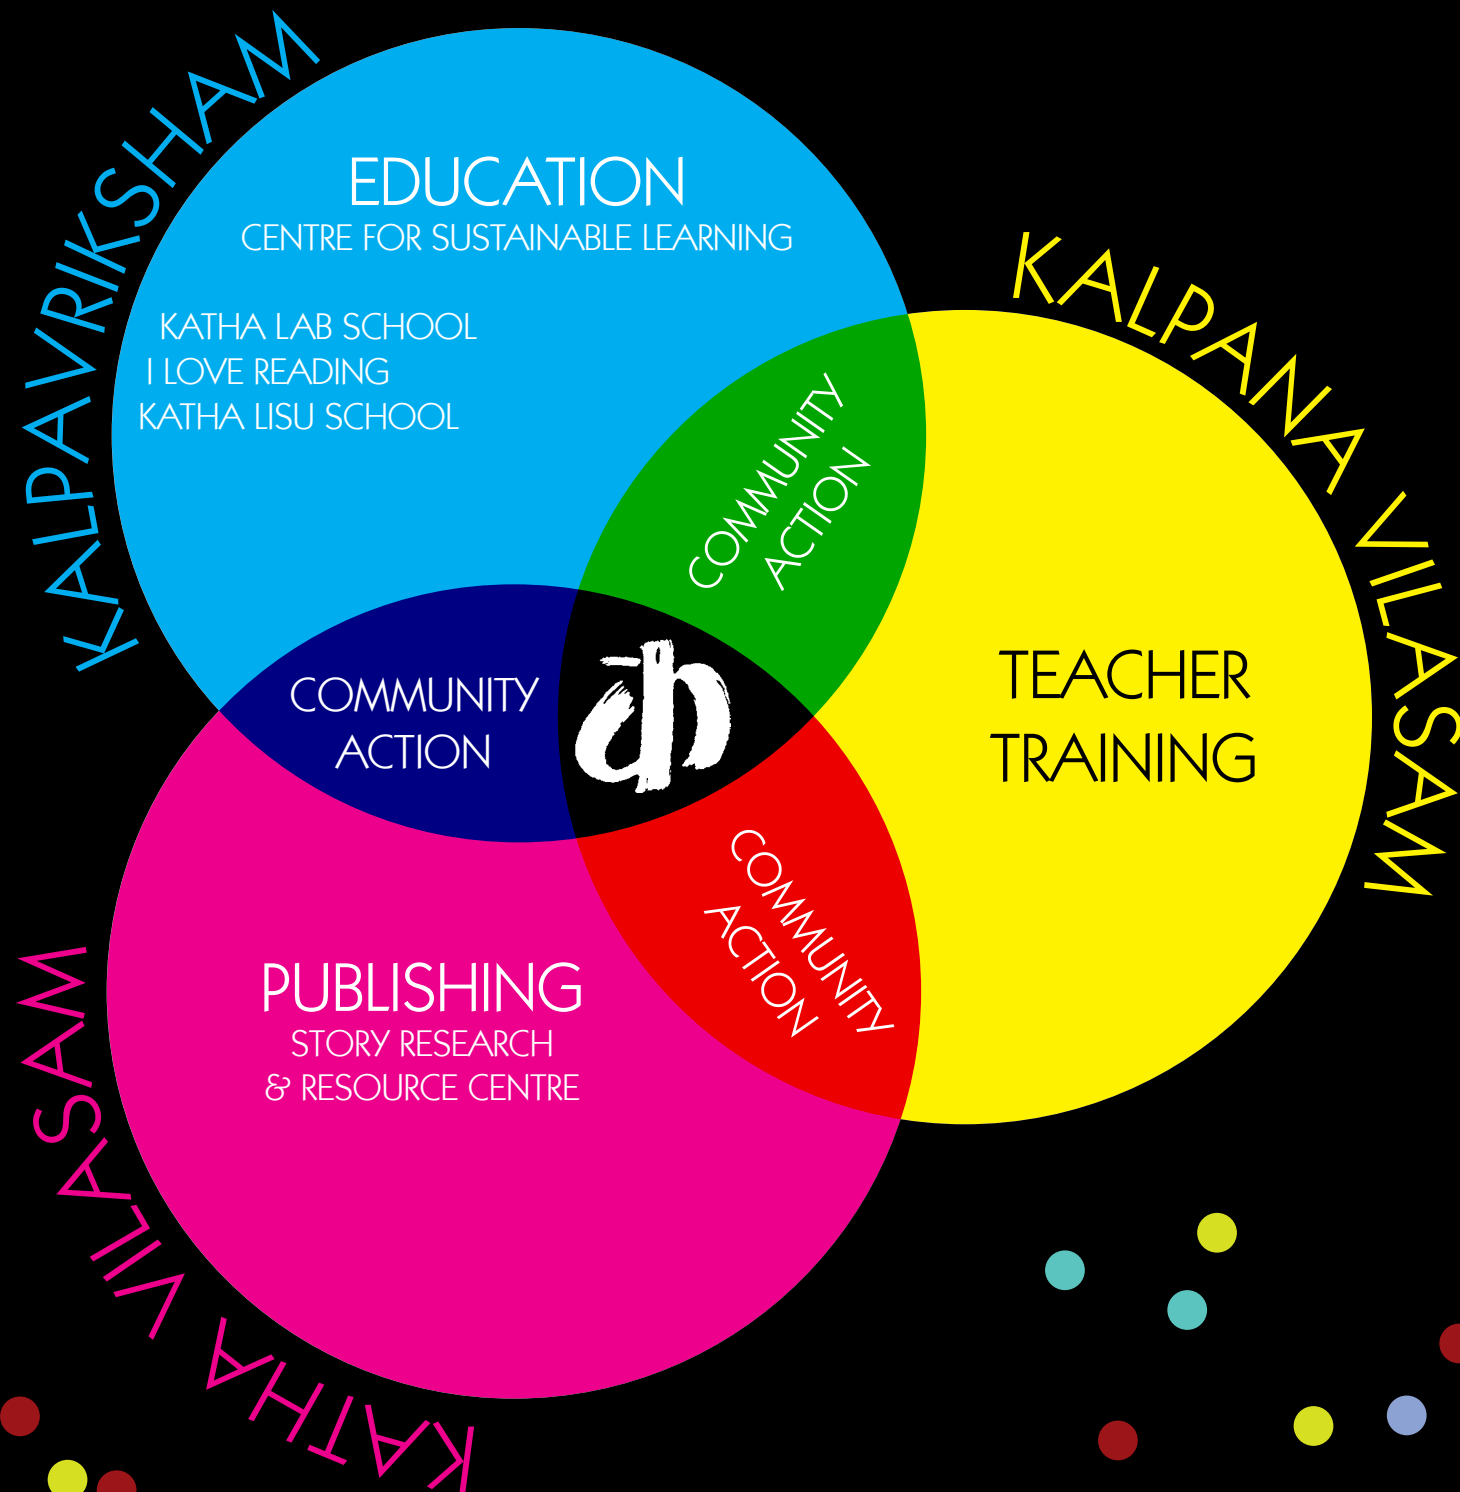 KALPAVRIKSHAM
EDUCATION
CENTRE FOR SUSTAINABLE LEARNING
KATHA LAB SCHOOL
I LOVE READING
KATHA LISU SCHOOL
KALPANA VILASAM
COMMUNITY
ACTION
TEACHER
TRAINING
COMMUNITY
ACTION
COMMUNITY
ACTION
PUBLISHING
STORY RESEARCH
& RESOURCE CENTRE
KATHA VILASAM